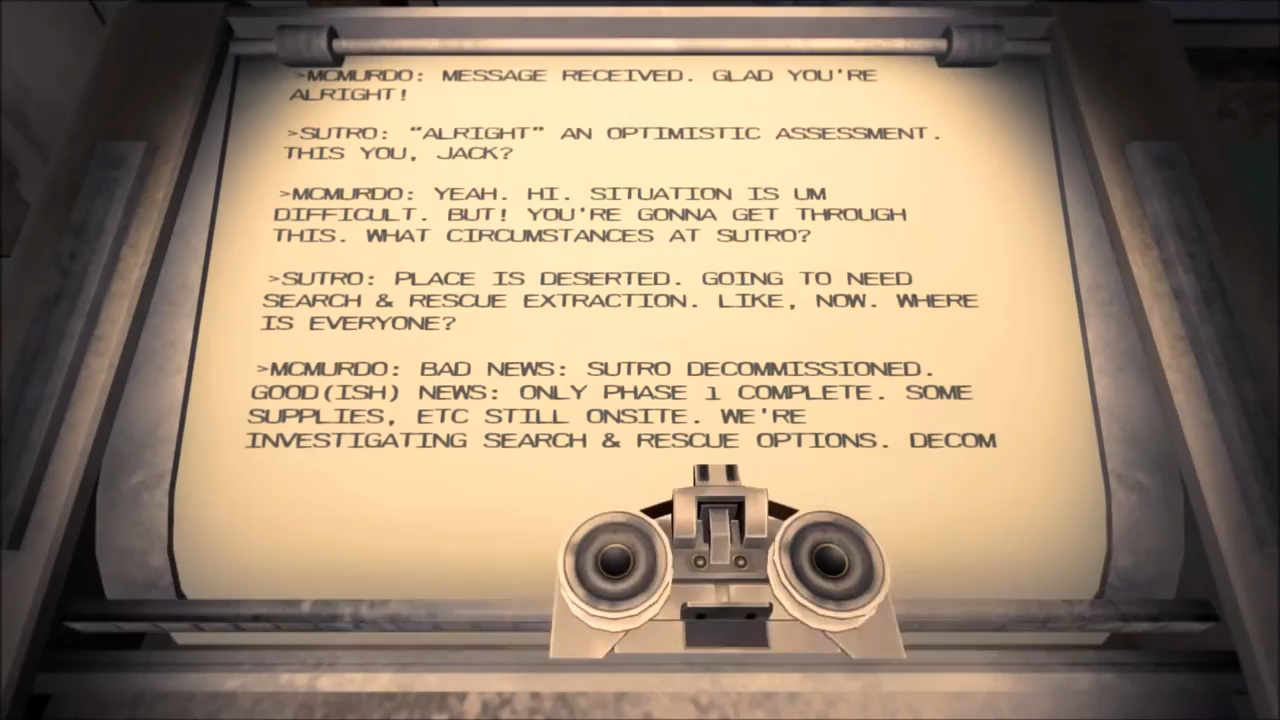 >MCMURDO: MESSAGE RECEIVED. GLAD YOU'RE
ALRIGHT!
>SUTRO: “ALRIGHT” AN OPTIMISTIC ASSESSMENT.
THIS YOU, JACK?
>MCMURDO: YEAH. HI. SITUATION IS UM
DIFFICULT. BUT! YOU'RE GONNA GET THROUGH
THIS. WHAT CIRCUMSTANCES AT SUTRO?
>SUTRO: PLACE IS DESERTED. GOING TO NEED
SEARCH & RESCUE EXTRACTION. LIKE, NOW. WHERE
IS EVERYONE?
>MCMURDO: BAD NEWS: SUTRO DECOMMISSIONED.
GOOD(ISH) NEWS: ONLY PHASE 1 COMPLETE. SOME
SUPPLIES, ETC STILL ONSITE. WE'RE
INVESTIGATING SEARCH & RESCUE OPTIONS. DECOM